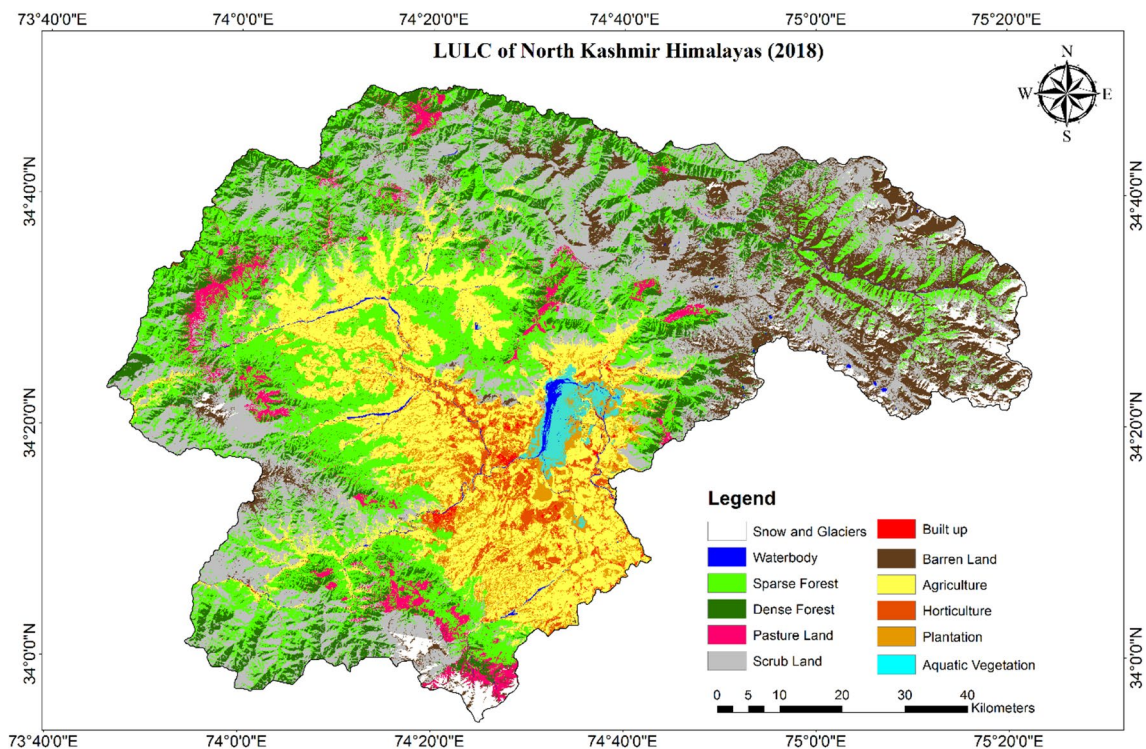 73°40'0"E 74°0'0"E 74°20'0"E 74°40'0"E 75°0'0"E 75°20'0"E
LULC of North Kashmir Himalayas (2018)
N
W E
S
34°40'0"N 34°40'0"N
34°20'0"N 34°20'0"N
34°0'0"N 34°0'0"N
Legend
Snow and Glaciers Built up
Waterbody Barren Land
Sparse Forest Agriculture
Dense Forest Horticulture
Pasture Land Plantation
Scrub Land Aquatic Vegetation
0 5 10 20 30 40
Kilometers
73°40'0"E 74°0'0"E 74°20'0"E 74°40'0"E 75°0'0"E 75°20'0"E